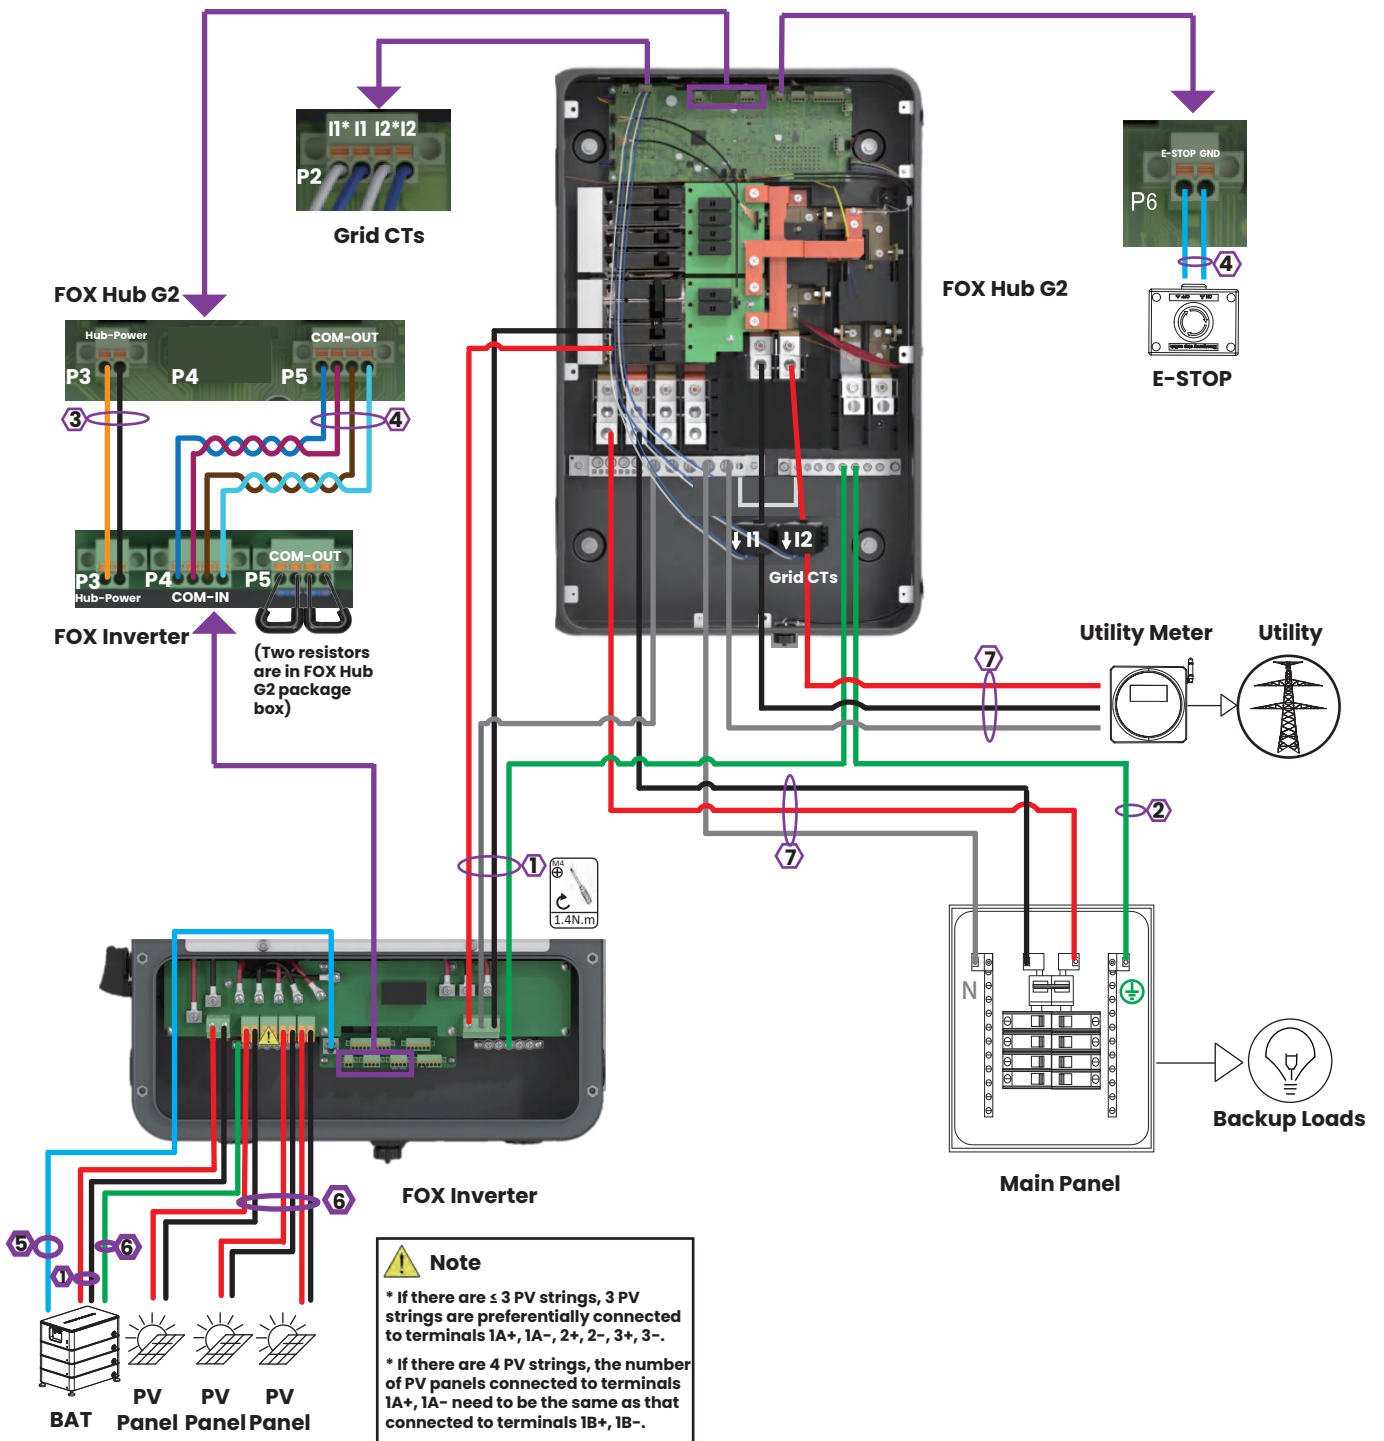 I1* I1 I2*I2
P2
Grid CTs
E-STOP GND
P6
4
E-STOP
FOX Hub G2
FOX Hub G2
Hub-Power
COM-OUT
P3
P4
P5
3
4
P3
Hub-Power
P4
COM-IN
COM-OUT
P5
FOX Inverter
(Two resistors
are in FOX Hub
G2 package
box)
I1
I2
Grid CTs
Utility Meter
Utility
7
7
2
1
M4
1.4N.m
N
Backup Loads
Main Panel
FOX Inverter
6
5
6
1
BAT
PV
Panel
PV
Panel
PV
Panel
Note
* If there are ≤ 3 PV strings, 3 PV
strings are preferentially connected
to terminals 1A+, 1A-, 2+, 2-, 3+, 3-.
* If there are 4 PV strings, the number
of PV panels connected to terminals
1A+, 1A- need to be the same as that
connected to terminals 1B+, 1B-.